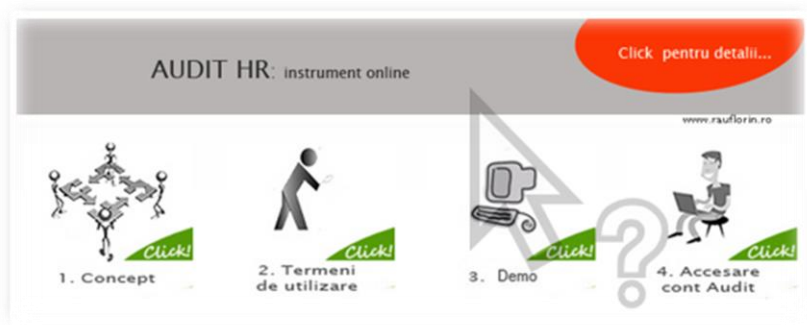 AUDIT HR: instrument online
Click pentru detalii...
www.rauflorin.ro
Click!
1. Concept
Click!
2. Termeni
de utilizare
Click!
3. Demo
?
Click!
4. Accesare
cont Audit